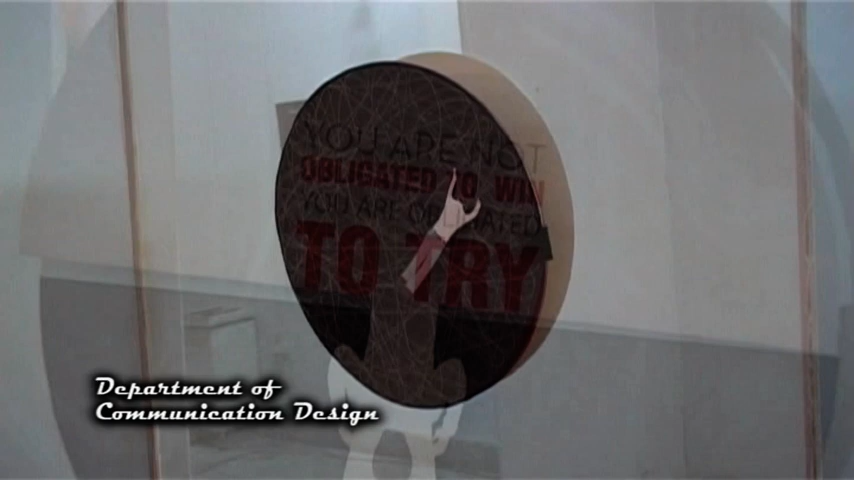 YOU ARE NOT
OBLIGATED TO WIN
YOU ARE OBLIGATED
TO TRY
Department of
Communication Design